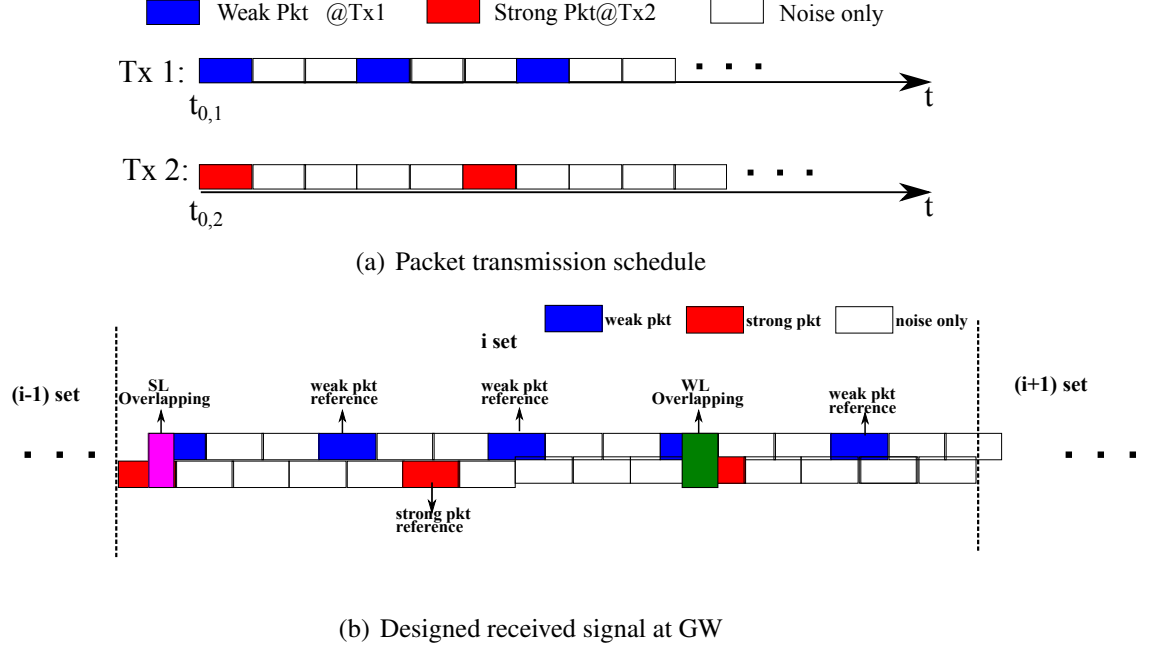 Weak Pkt @Tx1 Strong Pkt@Tx2 Noise only
Tx 1:
t0,1 t
Tx 2:
t0,2 t
(a) Packet transmission schedule
weak pkt strong pkt noise only
i set
(i-1) set (i+1) set
SL
Overlapping
weak pkt
reference
weak pkt
reference
WL
Overlapping
weak pkt
reference
strong pkt
reference
(b) Designed received signal at GW